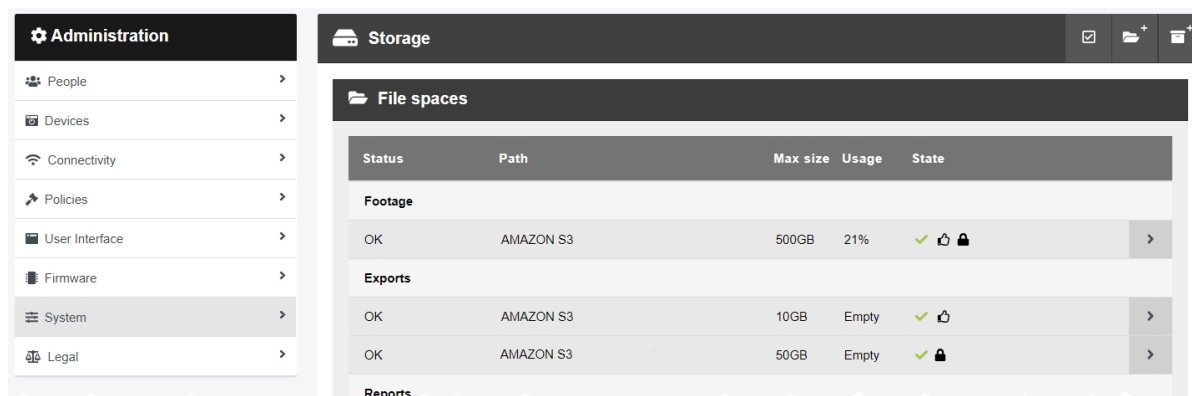 Administration
People
Devices
Connectivity
Policies
User Interface
Firmware
System
Legal
Storage
File spaces
Status Path Max size Usage State
Footage
OK AMAZON S3 500GB 21%
Exports
OK AMAZON S3 10GB Empty
OK AMAZON S3 50GB Empty
Reports